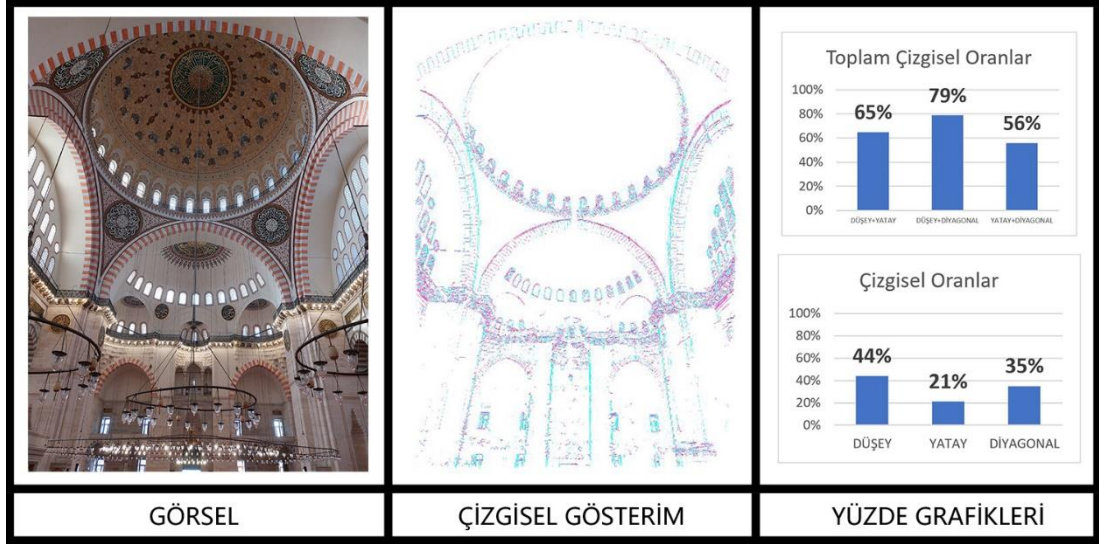 Toplam Çizgisel Oranlar
100%
80%
60%
40%
20%
0%
65%
79%
56%
DÜŞEY+YATAY
DÜŞEY+DİYAGONAL
YATAY+DİYAGONAL
Çizgisel Oranlar
100%
80%
60%
40%
20%
0%
44%
21%
35%
DÜŞEY
YATAY
DİYAGONAL
GÖRSEL
ÇİZGİSEL GÖSTERİM
YÜZDE GRAFİKLERİ